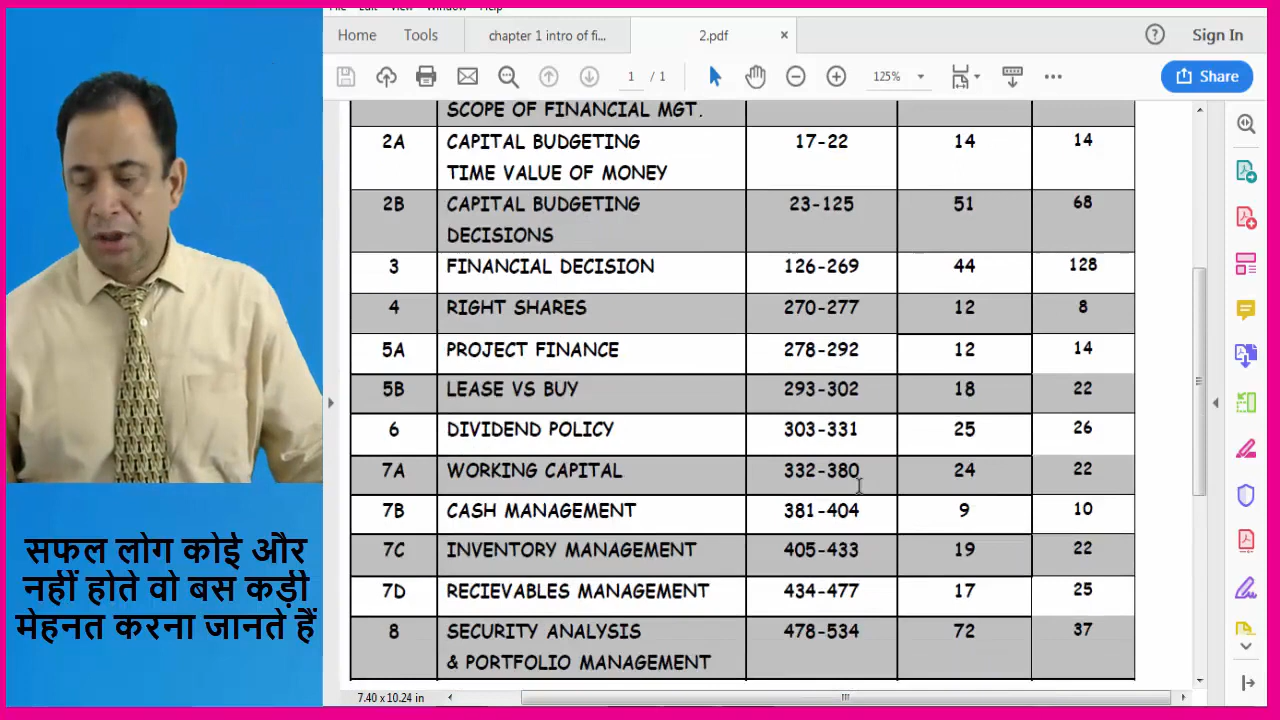 File Edit View Window Help
Home Tools chapter 1 intro of fi... 2.pdf × ? Sign In
1 / 1 125% Share
SCOPE OF FINANCIAL MGT.
2A CAPITAL BUDGETING 17-22 14 14
TIME VALUE OF MONEY
2B CAPITAL BUDGETING 23-125 51 68
DECISIONS
3 FINANCIAL DECISION 126-269 44 128
4 RIGHT SHARES 270-277 12 8
5A PROJECT FINANCE 278-292 12 14
5B LEASE VS BUY 293-302 18 22
6 DIVIDEND POLICY 303-331 25 26
7A WORKING CAPITAL 332-380 24 22
7B CASH MANAGEMENT 381-404 9 10
7C INVENTORY MANAGEMENT 405-433 19 22
7D RECIEVABLES MANAGEMENT 434-477 17 25
8 SECURITY ANALYSIS 478-534 72 37
& PORTFOLIO MANAGEMENT
7.40 x 10.24 in
सफल लोग कोई और
नहीं होते वो बस कड़ी
मेहनत करना जानते हैं